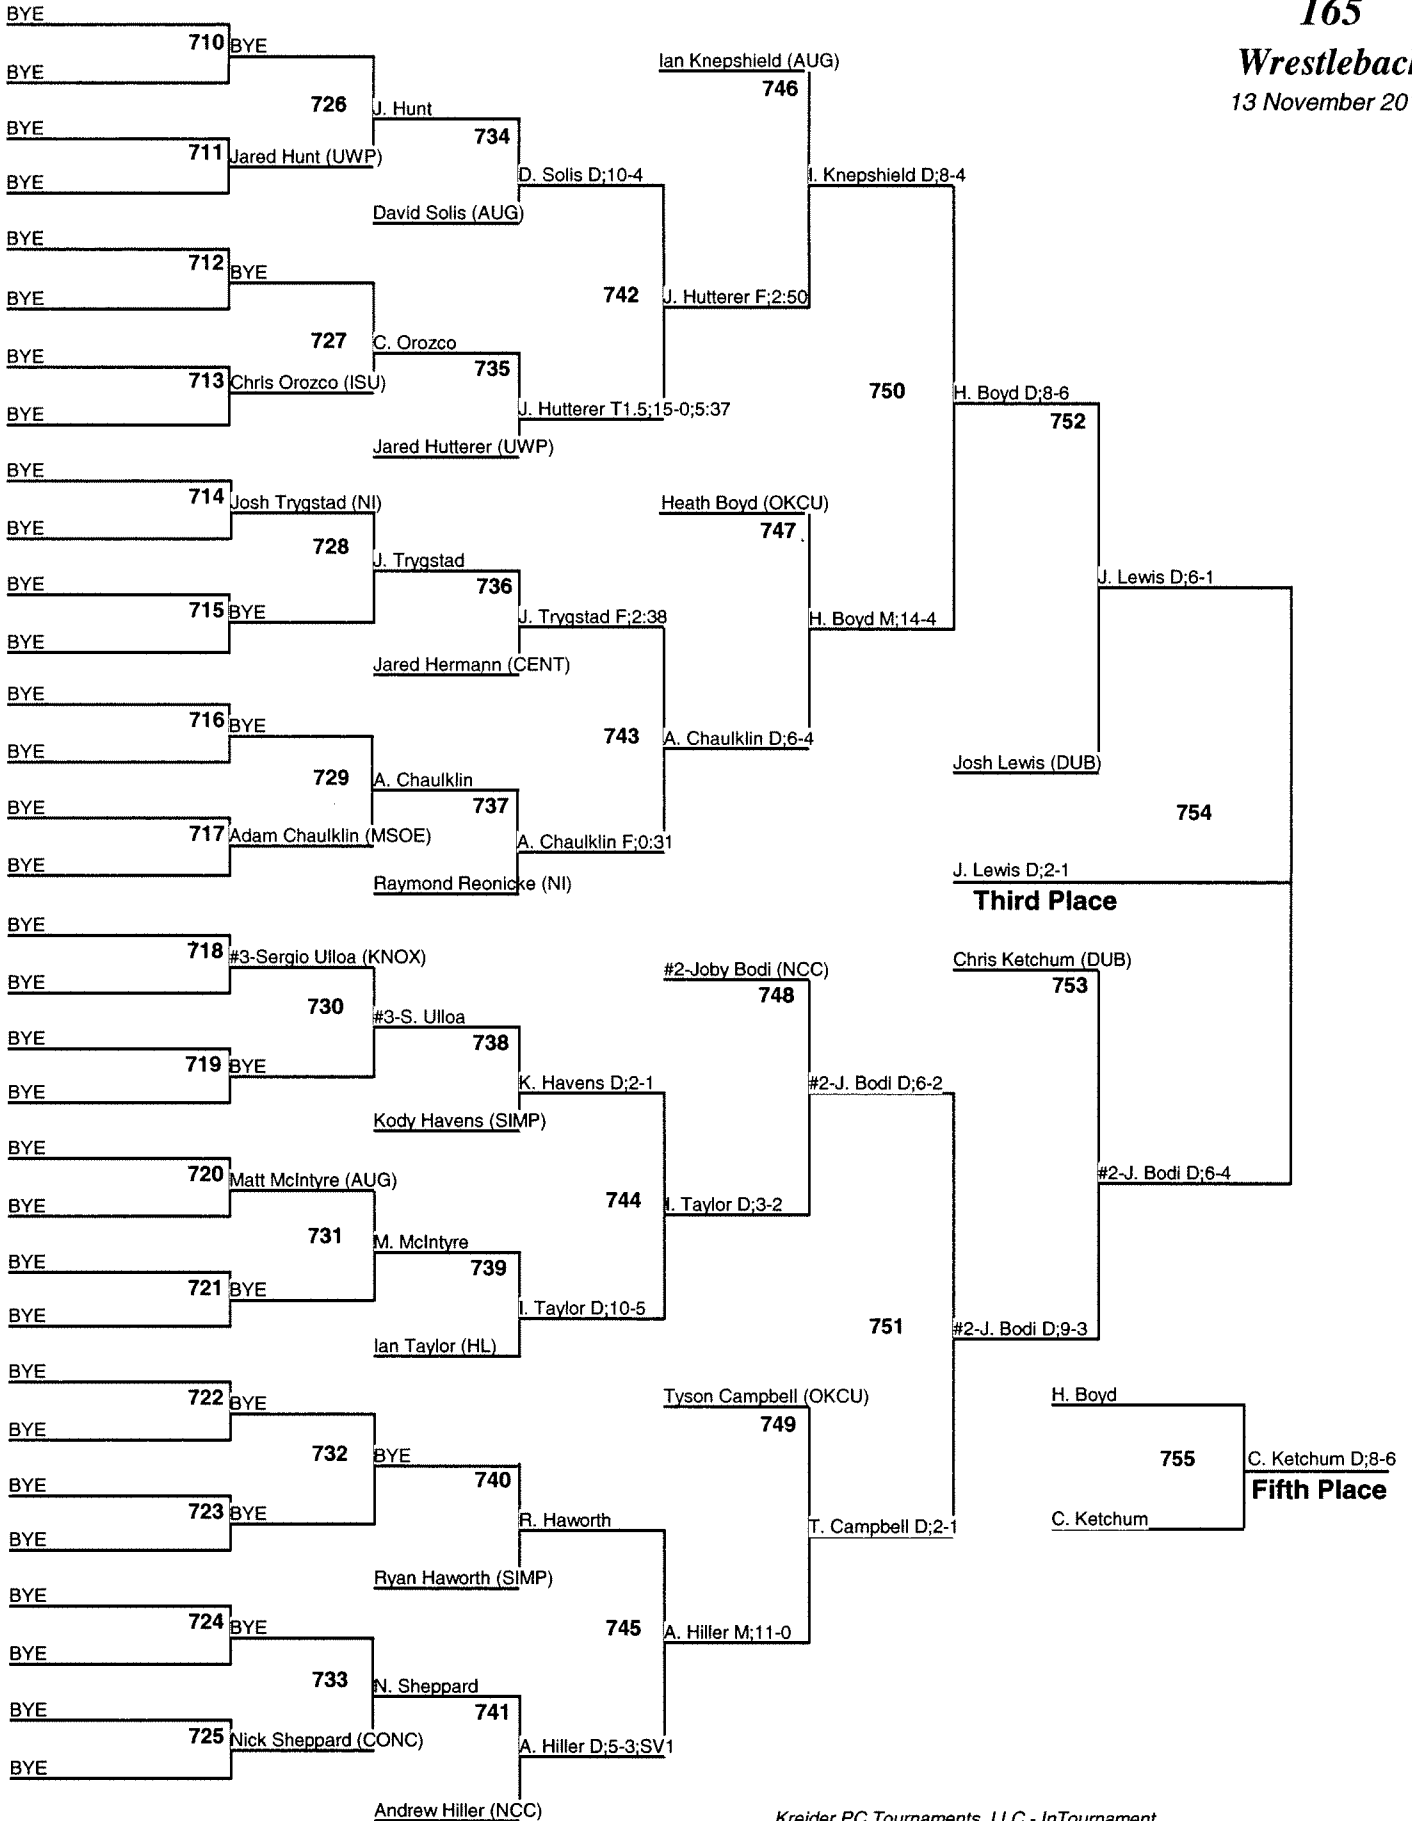 165
Wrestleback
13 November 20
BYE
710 BYE
BYE
726 J. Hunt
BYE
711 Jared Hunt (UWP)
BYE
734
D. Solis D;10-4
David Solis (AUG)
Ian Knepshield (AUG)
746
I. Knepshield D;8-4
BYE
712 BYE
BYE
727 C. Orozco
BYE
713 Chris Orozco (ISU)
BYE
735
J. Hutterer T1.5;15-0;5:37
Jared Hutterer (UWP)
742 J. Hutterer F;2:50
750 H. Boyd D;8-6
752
BYE
714 Josh Trygstad (NI)
BYE
728 J. Trygstad
BYE
715 BYE
BYE
736
J. Trygstad F;2:38
Jared Hermann (CENT)
Heath Boyd (OKCU)
747
H. Boyd M;14-4
J. Lewis D;6-1
BYE
716 BYE
BYE
729 A. Chaulklin
BYE
717 Adam Chaulklin (MSOE)
BYE
737
A. Chaulklin F;0:31
Raymond Reonicke (NI)
743 A. Chaulklin D;6-4
Josh Lewis (DUB)
754
J. Lewis D;2-1
Third Place
BYE
718 #3-Sergio Ulloa (KNOX)
BYE
730 #3-S. Ulloa
BYE
719 BYE
BYE
738
K. Havens D;2-1
Kody Havens (SIMP)
#2-Joby Bodi (NCC)
748
#2-J. Bodi D;6-2
Chris Ketchum (DUB)
753
#2-J. Bodi D;6-4
BYE
720 Matt McIntyre (AUG)
BYE
731 M. McIntyre
BYE
721 BYE
BYE
739
I. Taylor D;10-5
Ian Taylor (HL)
744 I. Taylor D;3-2
751 #2-J. Bodi D;9-3
BYE
722 BYE
BYE
732 BYE
BYE
723 BYE
BYE
740
R. Haworth
Ryan Haworth (SIMP)
Tyson Campbell (OKCU)
749
T. Campbell D;2-1
H. Boyd
755 C. Ketchum D;8-6
Fifth Place
C. Ketchum
BYE
724 BYE
BYE
733 N. Sheppard
BYE
725 Nick Sheppard (CONC)
BYE
741
A. Hiller D;5-3;SV1
Andrew Hiller (NCC)
745 A. Hiller M;11-0
Kreider PC Tournaments, LLC - InTournament